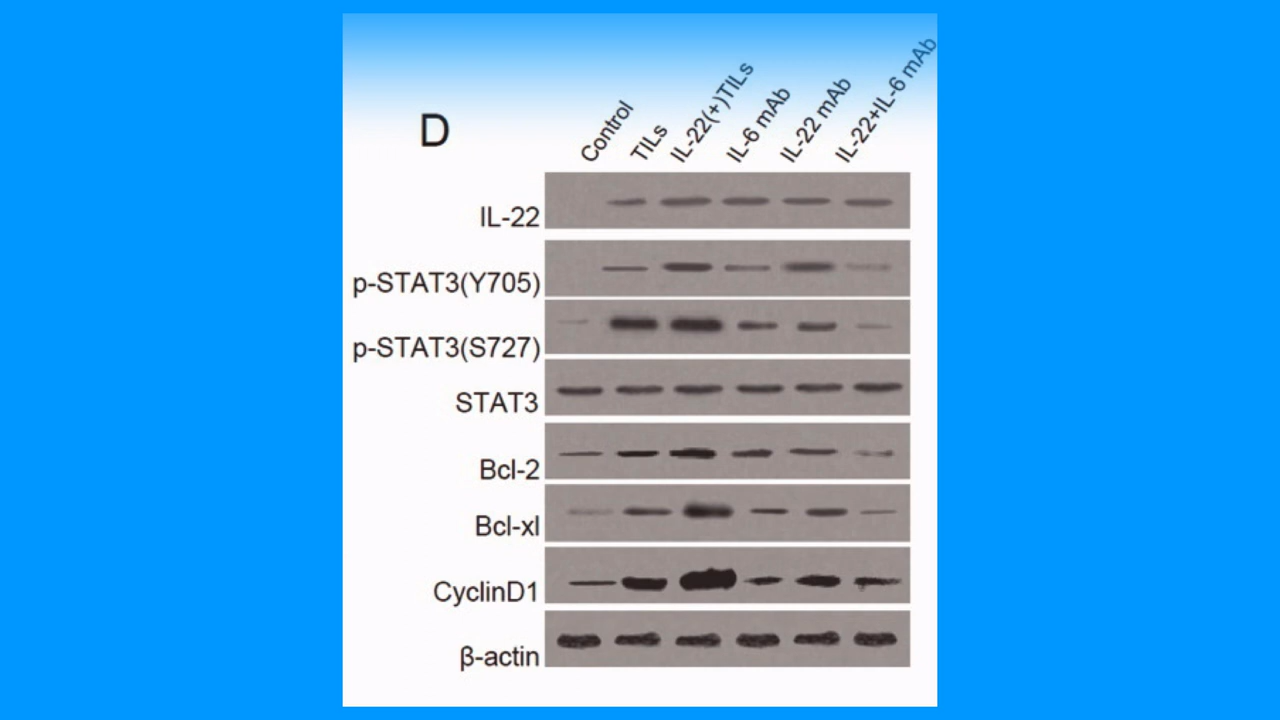 D
Control
TILs
IL-22(+)TILs
IL-6 mAb
IL-22 mAb
IL-22+IL-6 mAb
IL-22
p-STAT3(Y705)
p-STAT3(S727)
STAT3
Bcl-2
Bcl-xl
CyclinD1
β-actin